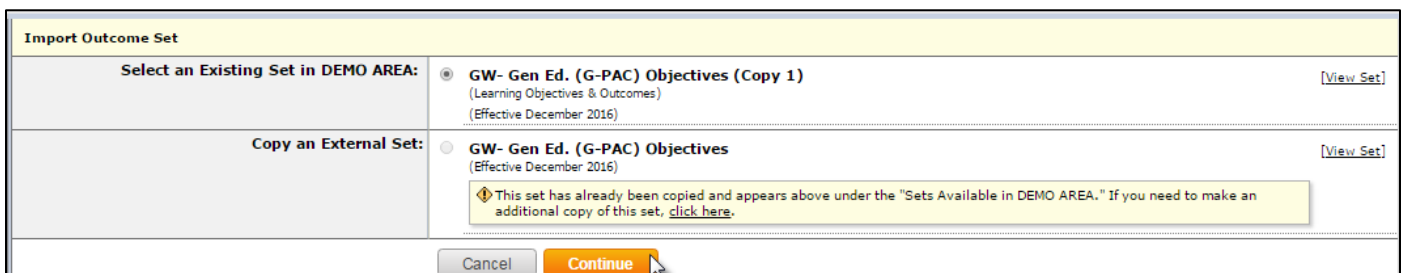 Import Outcome Set
Select an Existing Set in DEMO AREA:
GW- Gen Ed. (G-PAC) Objectives (Copy 1)
[View Set]
(Learning Objectives & Outcomes)
(Effective December 2016)
Copy an External Set:
GW- Gen Ed. (G-PAC) Objectives
[View Set]
(Effective December 2016)
This set has already been copied and appears above under the "Sets Available in DEMO AREA." If you need to make an
additional copy of this set, click here.
Cancel
Continue